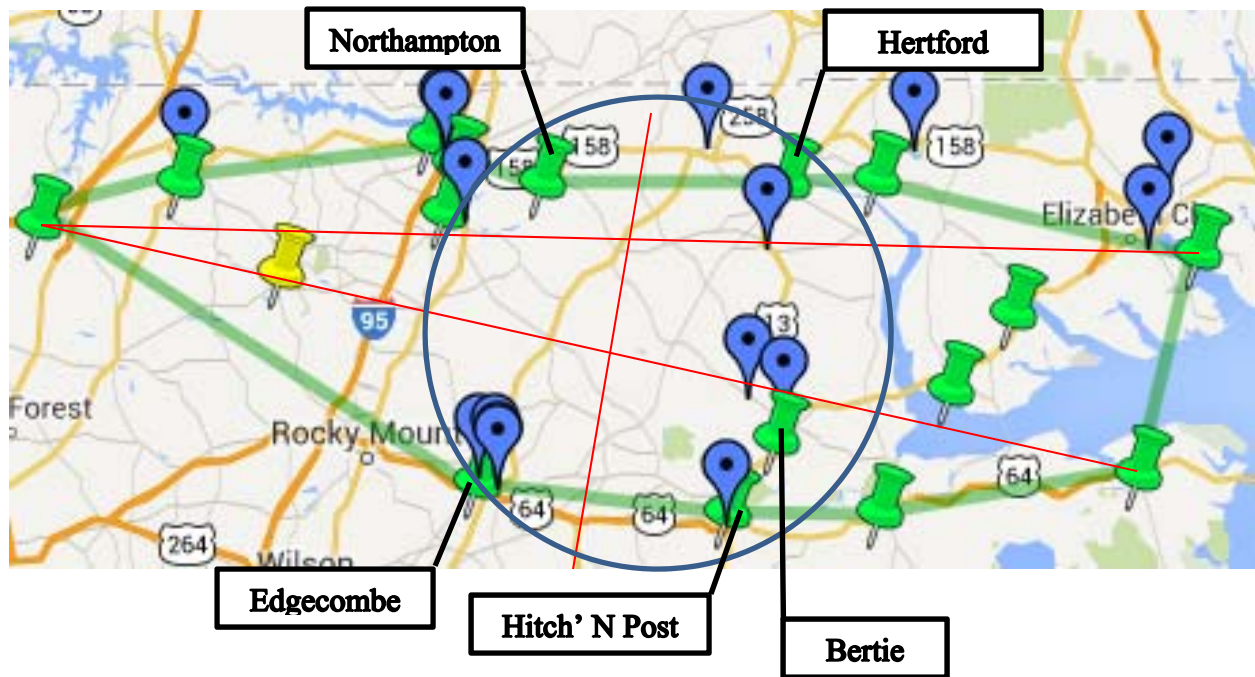 Northampton
Hertford
258
158
158
158
Elizabeth C
13
95
Forest
Rocky Mount
64
64
64
264
Wilson
Edgecombe
Hitch' N Post
Bertie